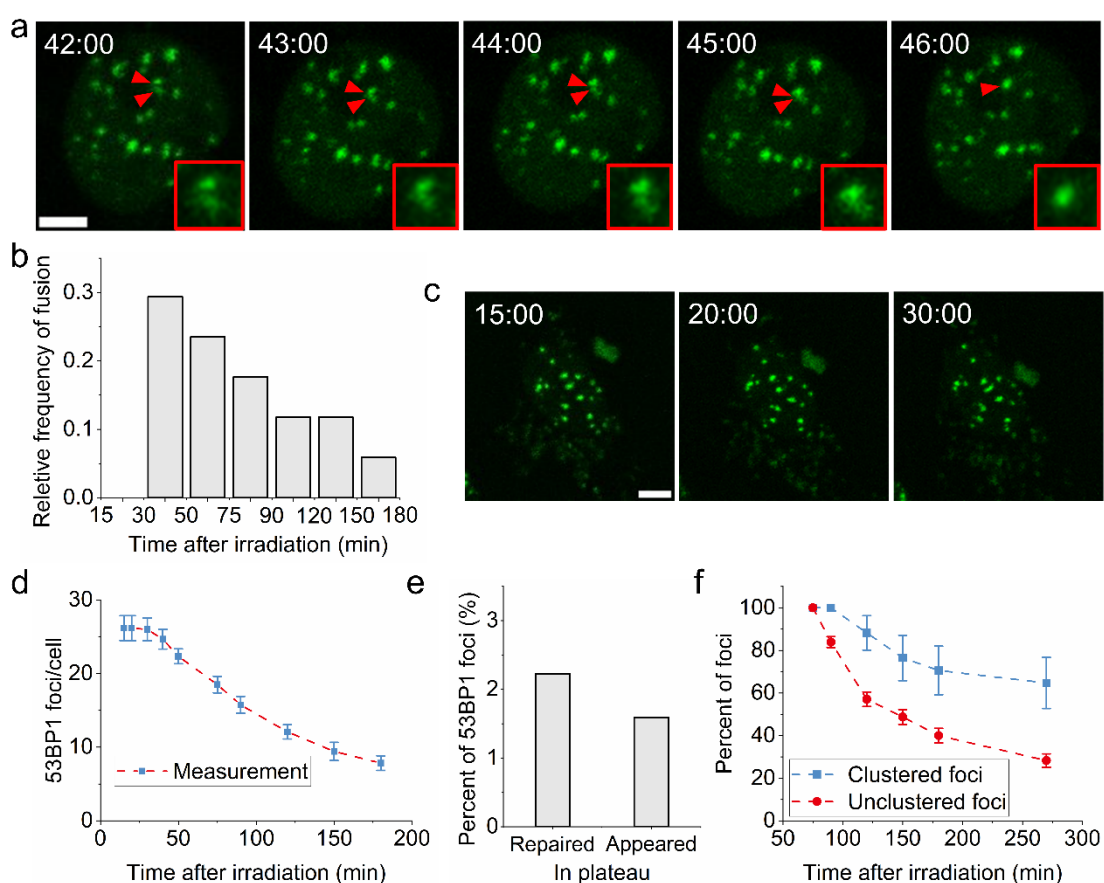 a
42:00
43:00
44:00
45:00
46:00
b
Reletive frequency of fusion
0.3
0.2
0.1
0.0
15 30 50 75 90 120 150 180
Time after irradiation (min)
c
15:00
20:00
30:00
d
53BP1 foci/cell
30
20
10
0
Measurement
0 50 100 150 200
Time after irradiation (min)
e
Percent of 53BP1 foci (%)
3
2
1
0
Repaired Appeared
In plateau
f
Percent of foci
100
80
60
40
20
0
Clustered foci
Unclustered foci
50 100 150 200 250 300
Time after irradiation (min)